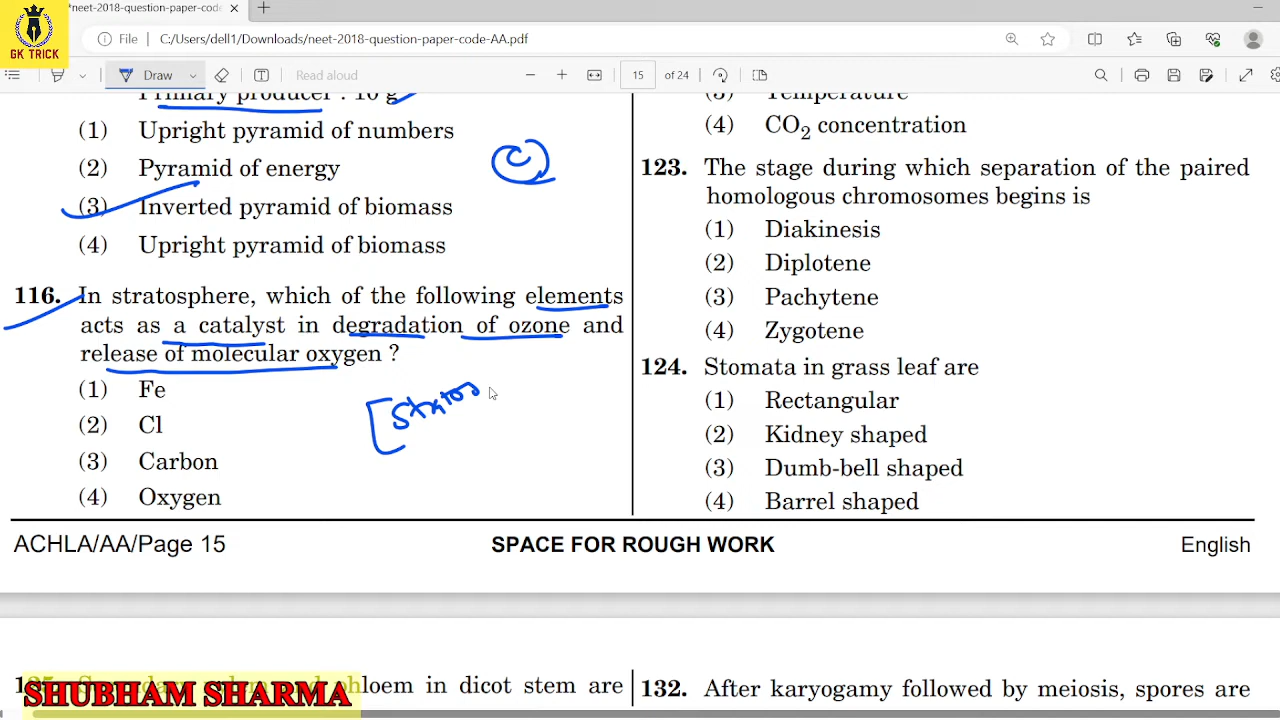 GK TRICK
neet-2018-question-paper-code
File C:/Users/dell1/Downloads/neet-2018-question-paper-code-AA.pdf
Draw Read aloud 15 of 24
Primary producer : 10 g
(1) Upright pyramid of numbers
(2) Pyramid of energy
(3) Inverted pyramid of biomass
(4) Upright pyramid of biomass
C
116. In stratosphere, which of the following elements
acts as a catalyst in degradation of ozone and
release of molecular oxygen ?
(1) Fe
(2) Cl
(3) Carbon
(4) Oxygen
[Stratos
(3) Temperature
(4) CO2 concentration
123. The stage during which separation of the paired
homologous chromosomes begins is
(1) Diakinesis
(2) Diplotene
(3) Pachytene
(4) Zygotene
124. Stomata in grass leaf are
(1) Rectangular
(2) Kidney shaped
(3) Dumb-bell shaped
(4) Barrel shaped
ACHLA/AA/Page 15 SPACE FOR ROUGH WORK English
phloem in dicot stem are
SHUBHAM SHARMA
132. After karyogamy followed by meiosis, spores are